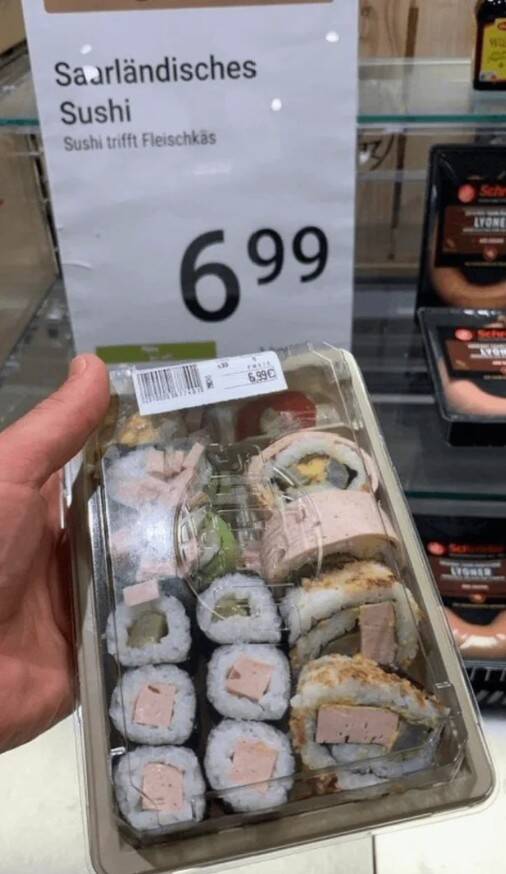 Saarländisches
Sushi
Sushi trifft Fleischkäs
6 99
6,99€
LYONER